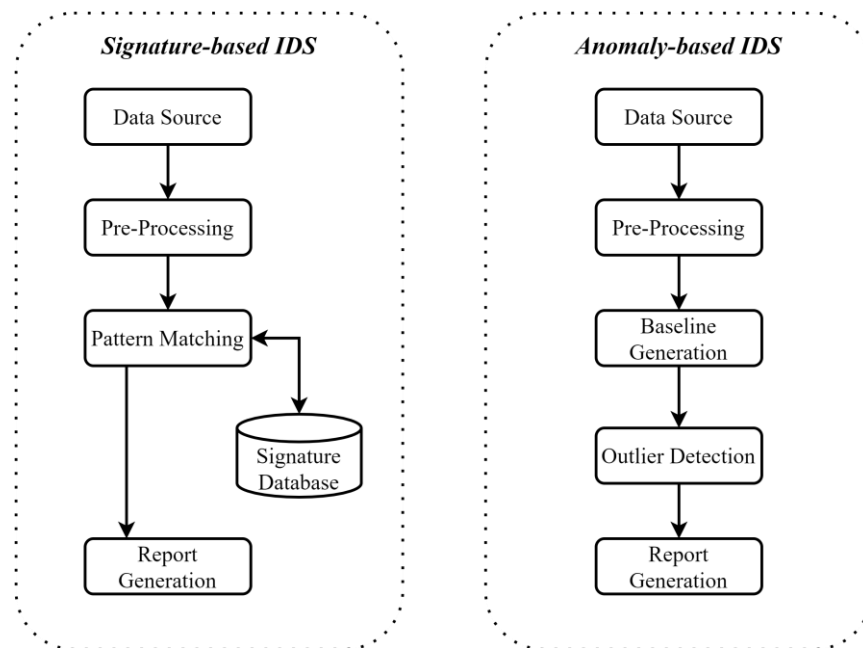 Signature-based IDS
Data Source
Pre-Processing
Pattern Matching
Signature
Database
Report
Generation
Anomaly-based IDS
Data Source
Pre-Processing
Baseline
Generation
Outlier Detection
Report
Generation